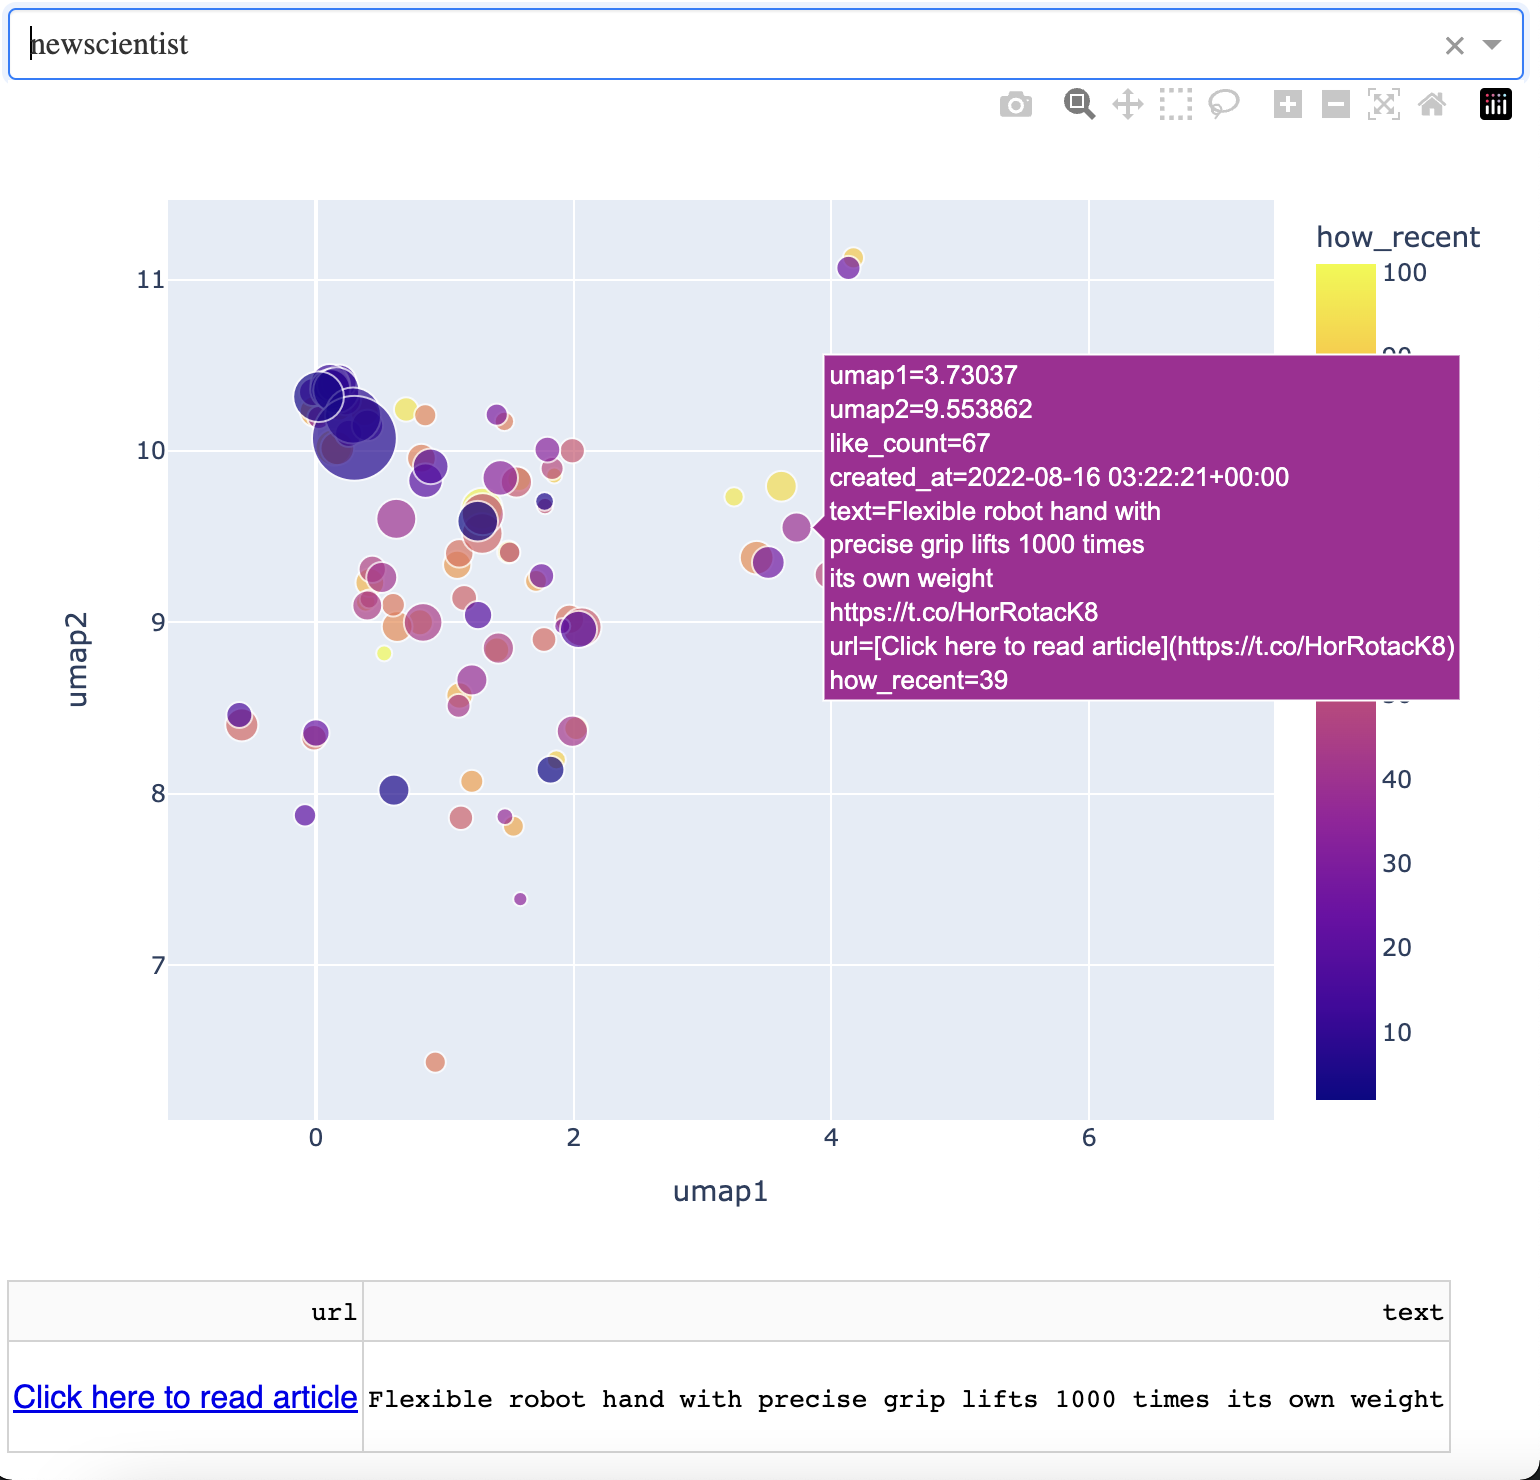 newscientist
how_recent
100
11
10
9
8
7
umap2
umap1=3.73037
umap2=9.553862
like_count=67
created_at=2022-08-16 03:22:21+00:00
text=Flexible robot hand with
precise grip lifts 1000 times
its own weight
https://t.co/HorRotacK8
url=[Click here to read article](https://t.co/HorRotacK8)
how_recent=39
40
30
20
10
0 2 4 6
umap1
url text
Click here to read article Flexible robot hand with precise grip lifts 1000 times its own weight